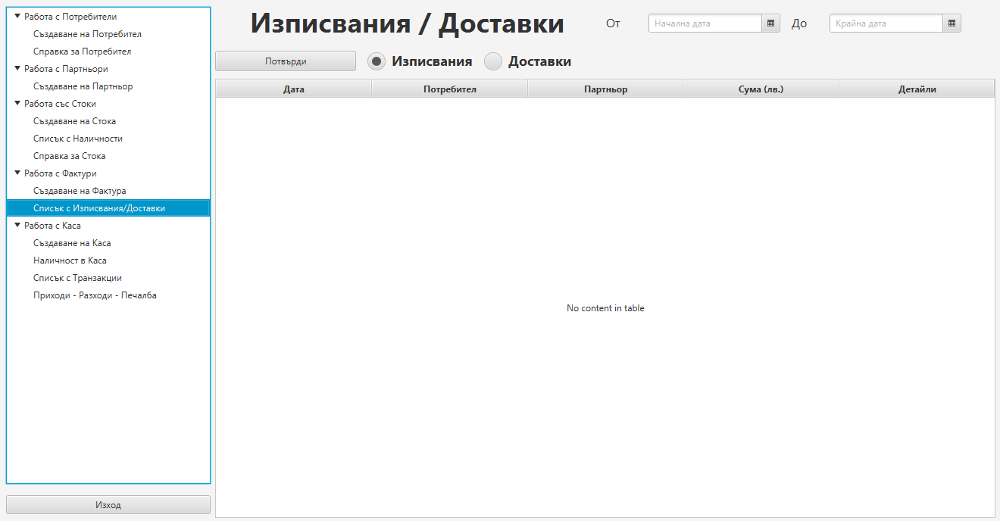 Работа с Потребители
Създаване на Потребител
Справка за Потребител
Работа с Партньори
Създаване на Партньор
Работа със Стоки
Създаване на Стока
Списък с Наличности
Справка за Стока
Работа с Фактури
Създаване на Фактура
Списък с Изписвания/Доставки
Работа с Каса
Създаване на Каса
Наличност в Каса
Списък с Транзакции
Приходи - Разходи - Печалба
Изход
Изписвания / Доставки
От Начална дата До Крайна дата
Потвърди Изписвания Доставки
Дата Потребител Партньор Сума (лв.) Детайли
No content in table